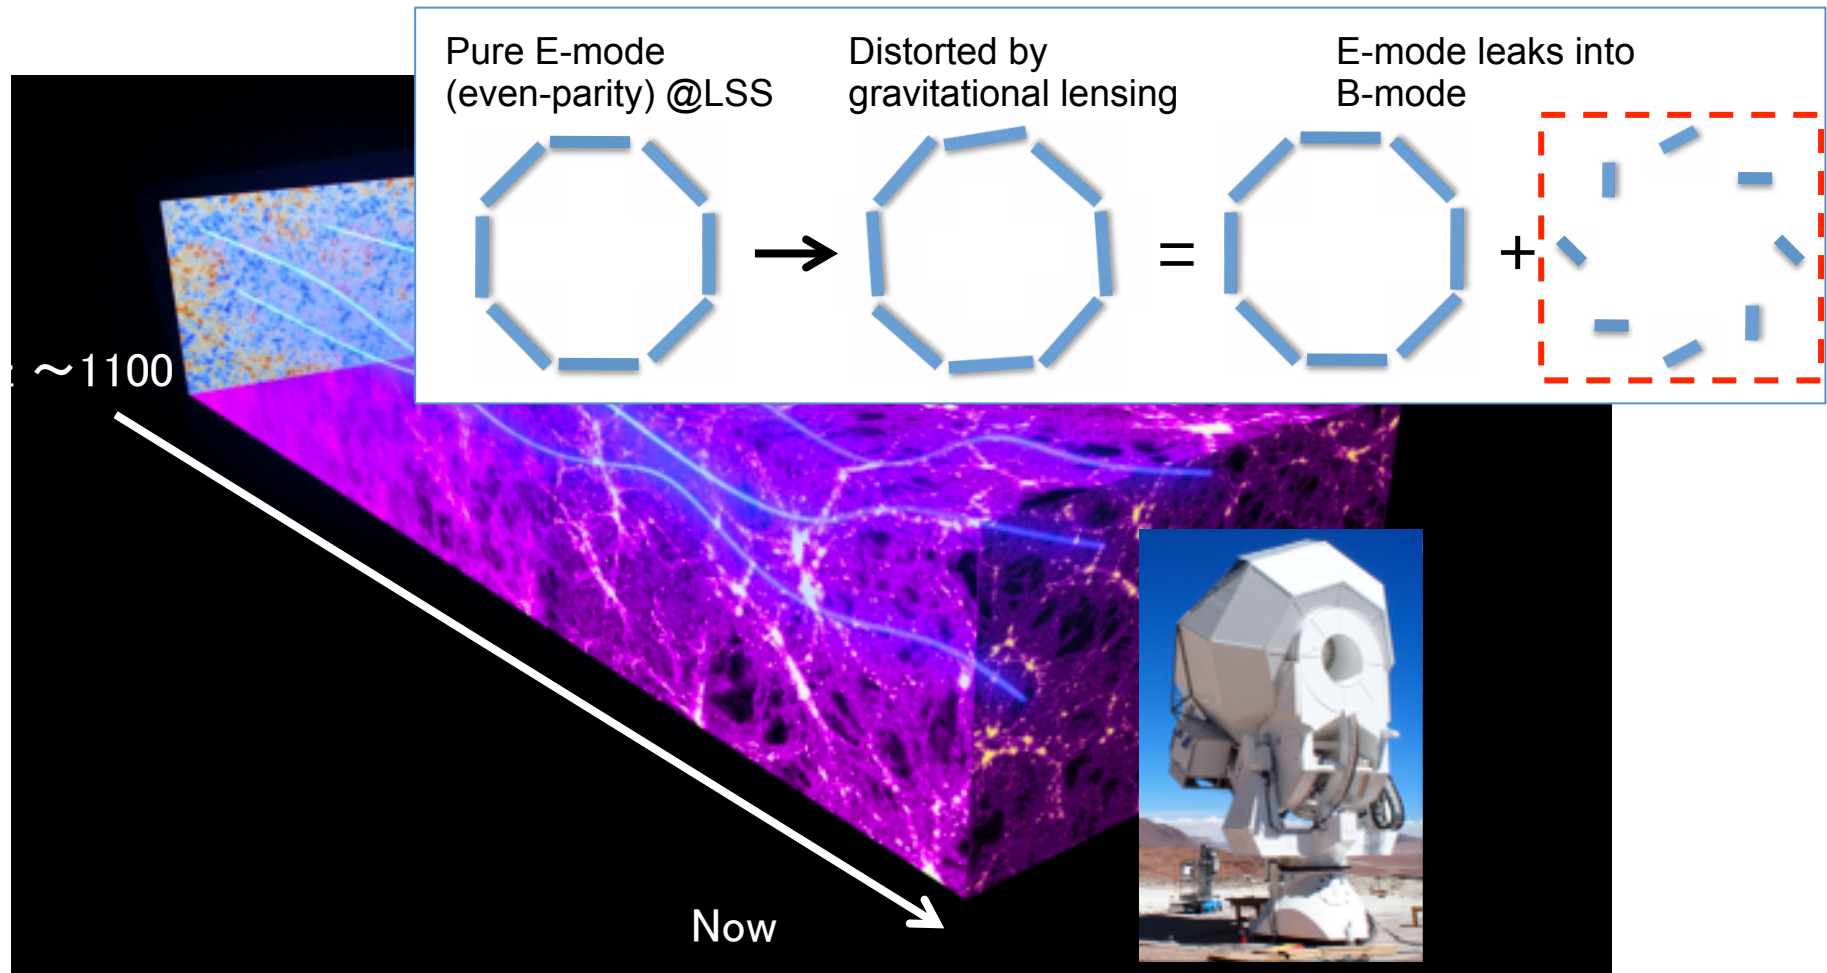 Pure E-mode
(even-parity) @LSS
Distorted by
gravitational lensing
E-mode leaks into
B-mode
=
+
~1100
Now